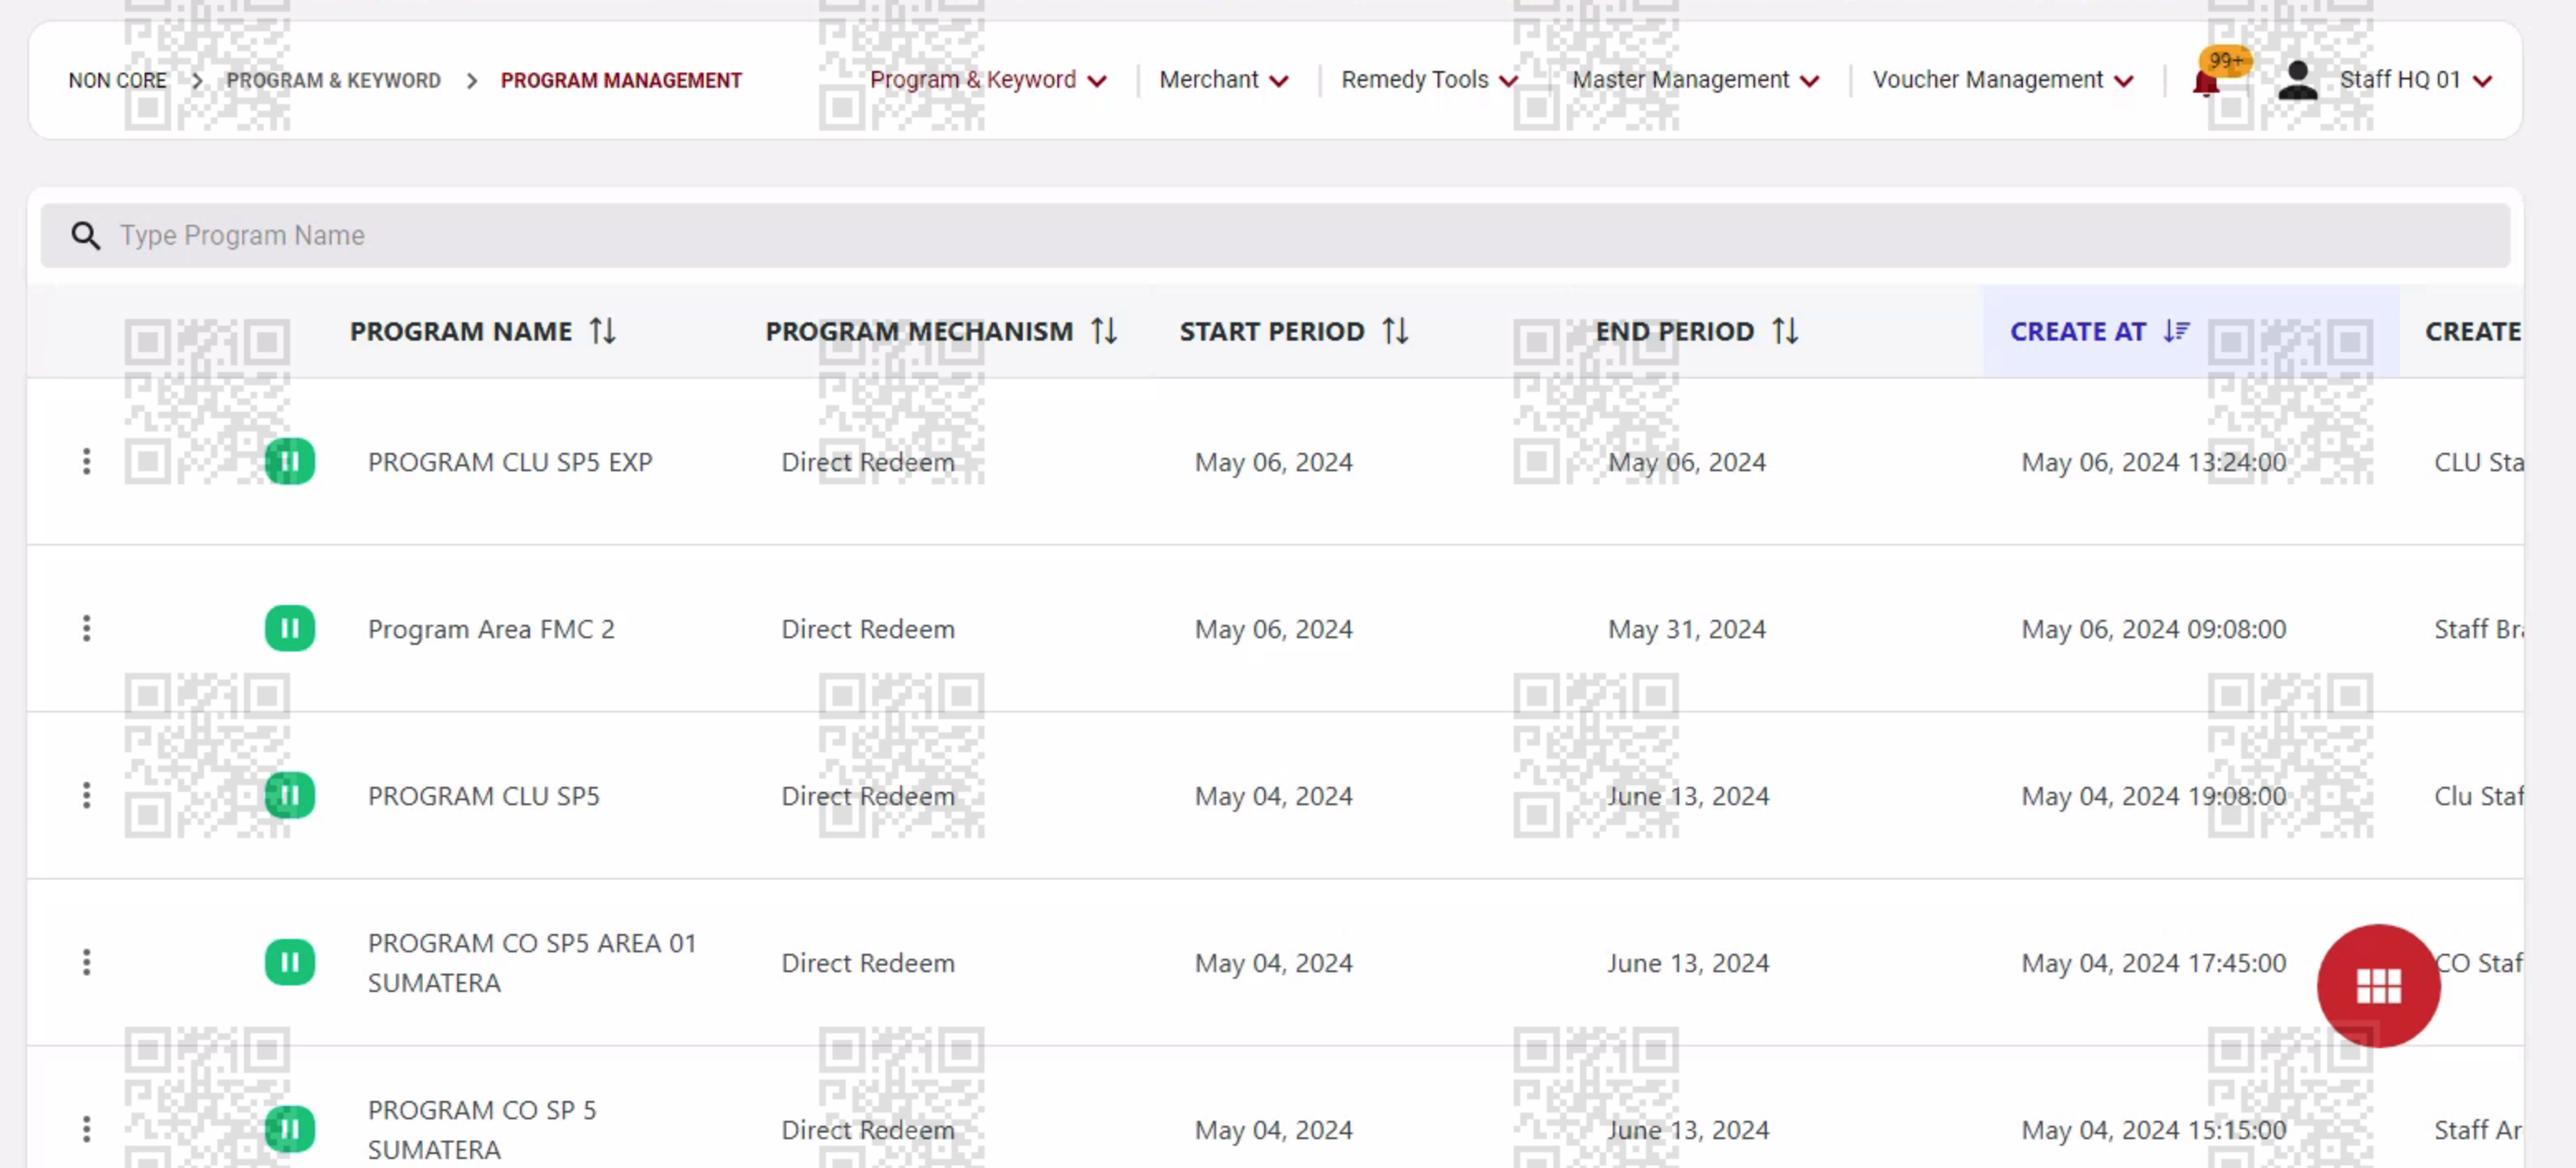 NON CORE > PROGRAM & KEYWORD > PROGRAM MANAGEMENT
Program & Keyword | Merchant | Remedy Tools | Master Management | Voucher Management | 99+ Staff HQ 01
Type Program Name
PROGRAM NAME PROGRAM MECHANISM START PERIOD END PERIOD CREATE AT CREATE
PROGRAM CLU SP5 EXP Direct Redeem May 06, 2024 May 06, 2024 May 06, 2024 13:24:00 CLU Sta
Program Area FMC 2 Direct Redeem May 06, 2024 May 31, 2024 May 06, 2024 09:08:00 Staff Bra
PROGRAM CLU SP5 Direct Redeem May 04, 2024 June 13, 2024 May 04, 2024 19:08:00 Clu Staf
PROGRAM CO SP5 AREA 01
SUMATERA Direct Redeem May 04, 2024 June 13, 2024 May 04, 2024 17:45:00 CO Staf
PROGRAM CO SP 5
SUMATERA Direct Redeem May 04, 2024 June 13, 2024 May 04, 2024 15:15:00 Staff Ar